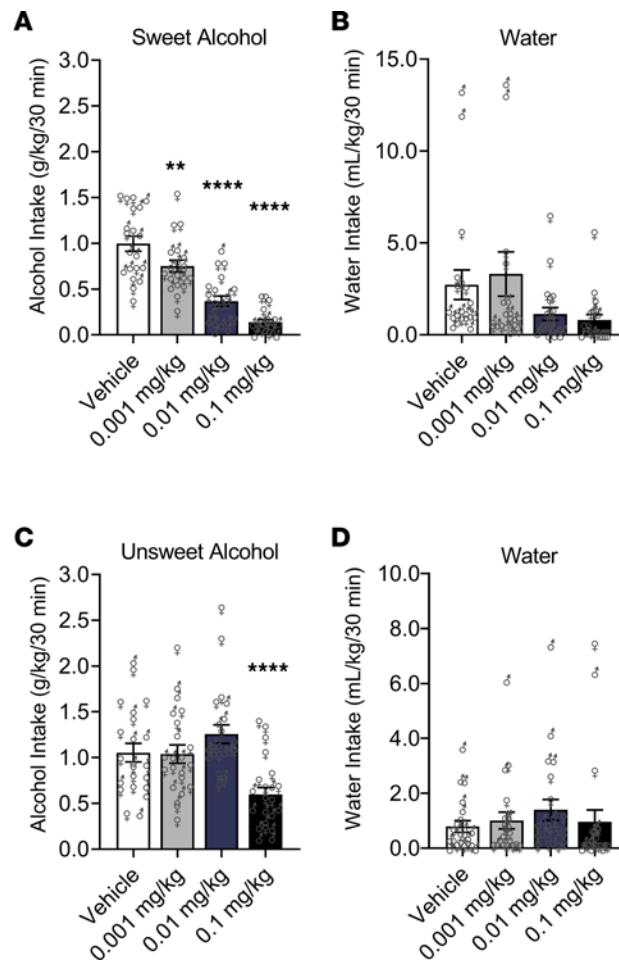 A
Sweet Alcohol
Alcohol Intake (g/kg/30 min)
3.0
2.5
2.0
1.5
1.0
0.5
0.0
**
****
****
Vehicle
0.001 mg/kg
0.01 mg/kg
0.1 mg/kg
B
Water
Water Intake (mL/kg/30 min)
15.0
10.0
5.0
0.0
Vehicle
0.001 mg/kg
0.01 mg/kg
0.1 mg/kg
C
Unsweet Alcohol
Alcohol Intake (g/kg/30 min)
3.0
2.5
2.0
1.5
1.0
0.5
0.0
****
Vehicle
0.001 mg/kg
0.01 mg/kg
0.1 mg/kg
D
Water
Water Intake (mL/kg/30 min)
10.0
8.0
6.0
4.0
2.0
0.0
Vehicle
0.001 mg/kg
0.01 mg/kg
0.1 mg/kg